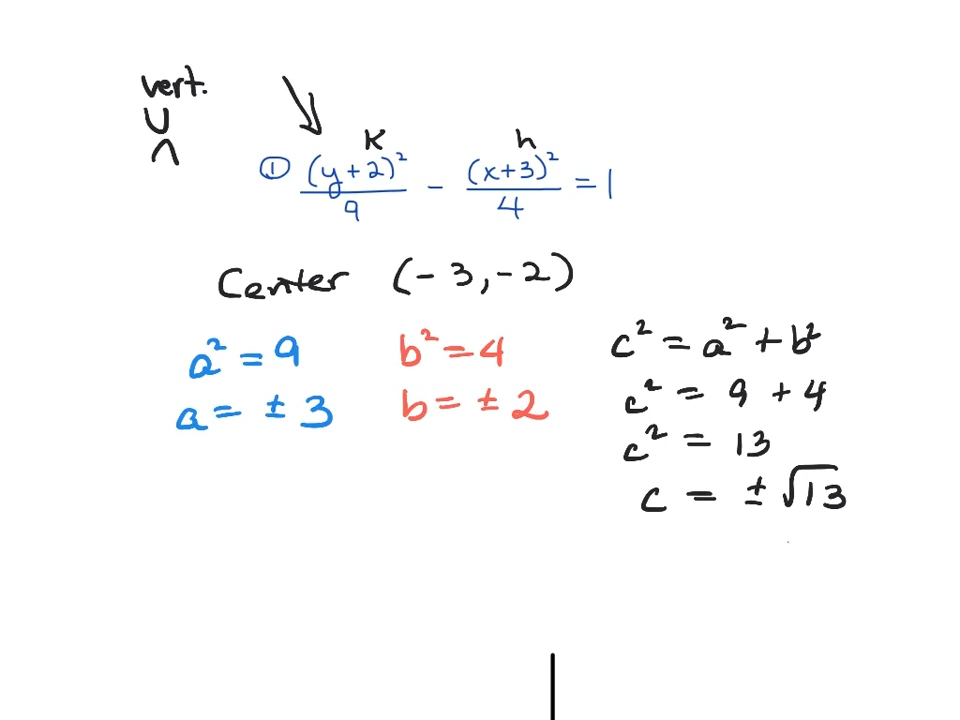 vert.
K h
① (y+2)²/9 - (x+3)²/4 = 1
Center (-3,-2)
a² = 9 b² = 4 c² = a² + b²
a = ± 3 b = ± 2 c² = 9 + 4
c² = 13
c = ± √13